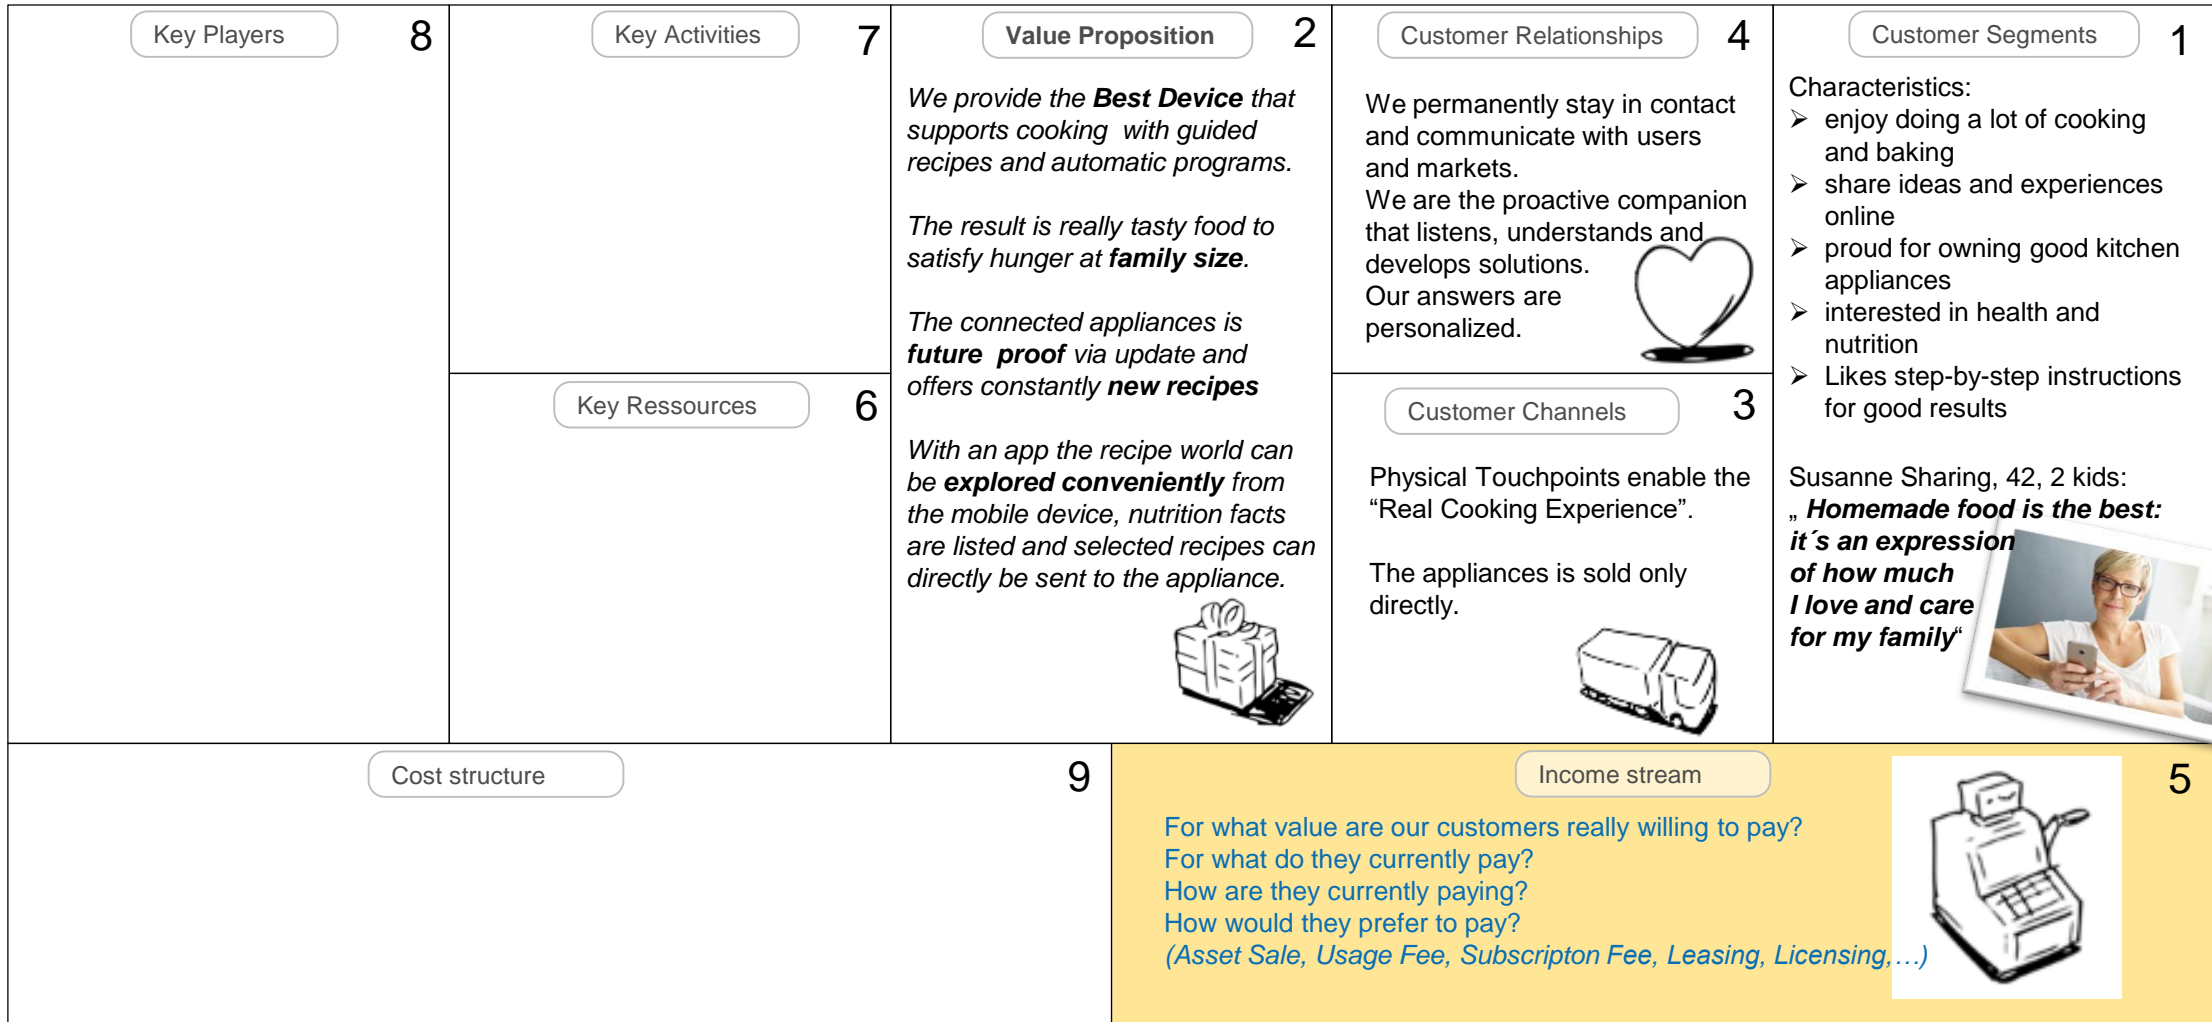 Key Players
8
Key Activities
7
Value Proposition
2
We provide the Best Device that
supports cooking with guided
recipes and automatic programs.
The result is really tasty food to
satisfy hunger at family size.
The connected appliances is
future proof via update and
offers constantly new recipes
With an app the recipe world can
be explored conveniently from
the mobile device, nutrition facts
are listed and selected recipes can
directly be sent to the appliance.
Customer Relationships
4
We permanently stay in contact
and communicate with users
and markets.
We are the proactive companion
that listens, understands and
develops solutions.
Our answers are
personalized.
Customer Segments
1
Characteristics:
➢ enjoy doing a lot of cooking
and baking
➢ share ideas and experiences
online
➢ proud for owning good kitchen
appliances
➢ interested in health and
nutrition
➢ Likes step-by-step instructions
for good results
Susanne Sharing, 42, 2 kids:
„ Homemade food is the best:
it´s an expression
of how much
I love and care
for my family“
Key Ressources
6
Customer Channels
3
Physical Touchpoints enable the
“Real Cooking Experience”.
The appliances is sold only
directly.
Cost structure
9
Income stream
5
For what value are our customers really willing to pay?
For what do they currently pay?
How are they currently paying?
How would they prefer to pay?
(Asset Sale, Usage Fee, Subscripton Fee, Leasing, Licensing,…)